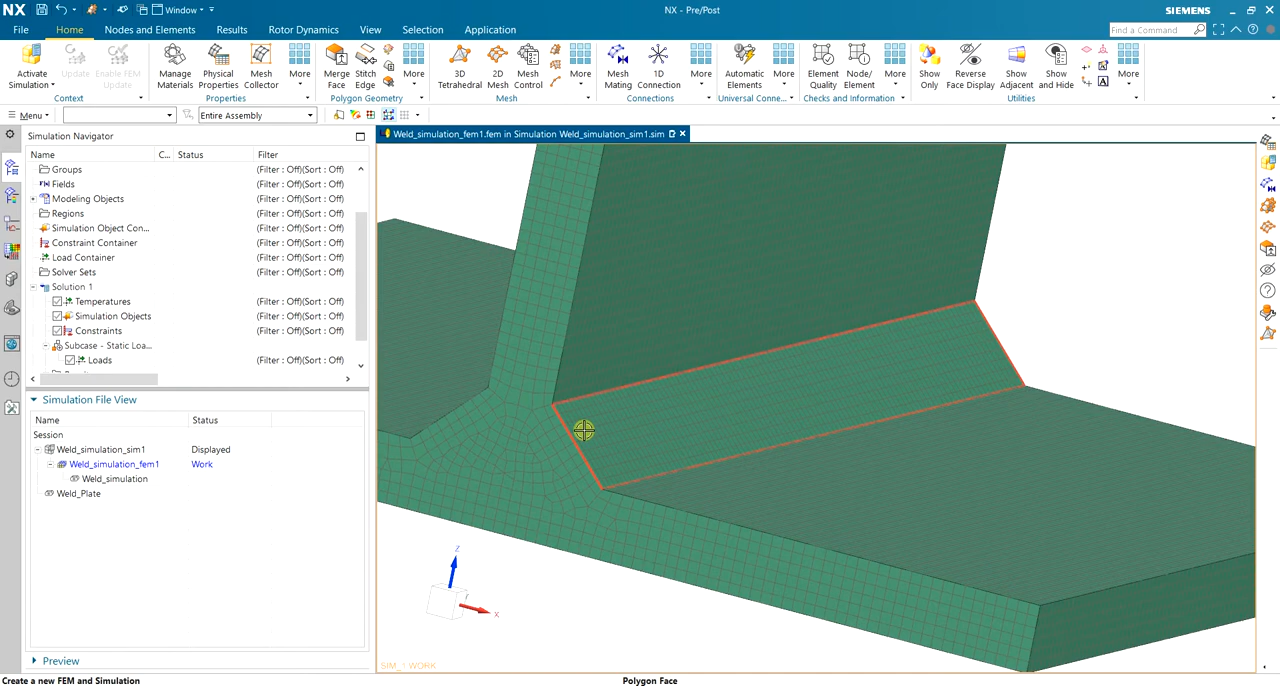 NX Window NX - Pre/Post SIEMENS
File Home Nodes and Elements Results Rotor Dynamics View Selection Application Find a Command
Activate Simulation Update Enable FEM Update Manage Materials Physical Properties Mesh Collector More Merge Face Stitch Edge More 3D Tetrahedral 2D Mesh Mesh Control More Mesh Mating 1D Connection More Automatic Elements More Element Quality Node/ Element More Show Only Reverse Face Display Show Adjacent Show and Hide More
Context Properties Polygon Geometry Mesh Connections Universal Conne... Checks and Information Utilities
Menu Entire Assembly
Simulation Navigator Weld_simulation_fem1.fem in Simulation Weld_simulation_sim1.sim
Name C... Status Filter
Groups (Filter : Off)(Sort : Off)
Fields (Filter : Off)(Sort : Off)
Modeling Objects (Filter : Off)(Sort : Off)
Regions (Filter : Off)(Sort : Off)
Simulation Object Con... (Filter : Off)(Sort : Off)
Constraint Container (Filter : Off)(Sort : Off)
Load Container (Filter : Off)(Sort : Off)
Solver Sets (Filter : Off)(Sort : Off)
Solution 1
Temperatures (Filter : Off)(Sort : Off)
Simulation Objects (Filter : Off)(Sort : Off)
Constraints (Filter : Off)(Sort : Off)
Subcase - Static Loa...
Loads (Filter : Off)(Sort : Off)
Simulation File View
Name Status
Session
Weld_simulation_sim1 Displayed
Weld_simulation_fem1 Work
Weld_simulation
Weld_Plate
Z
Y
X
Preview
SIM_1 WORK
Create a new FEM and Simulation Polygon Face